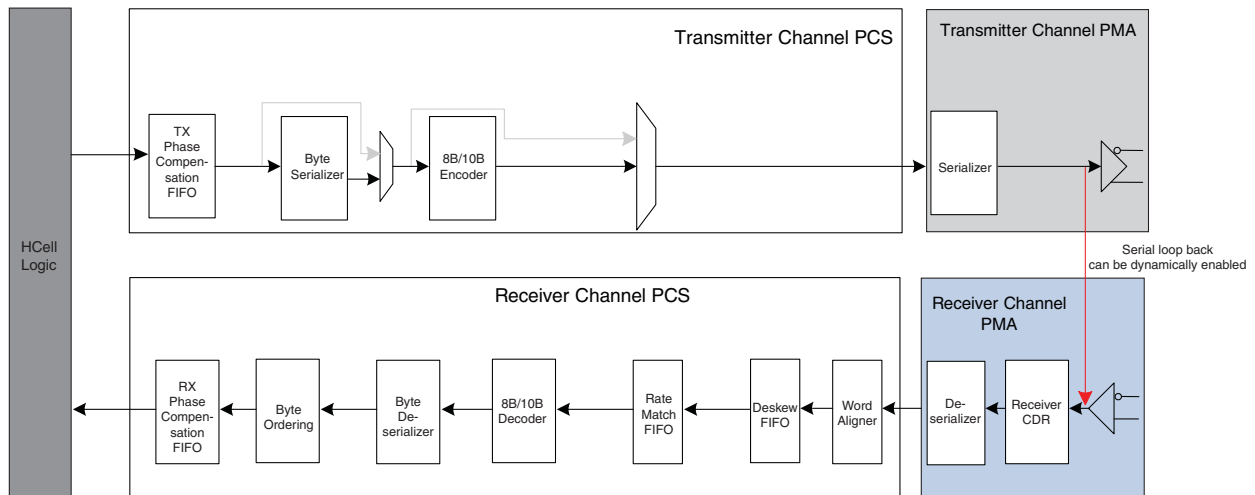 Transmitter Channel PCS
Transmitter Channel PMA
TX
Phase
Compen-
sation
FIFO
Byte
Serializer
8B/10B
Encoder
Serializer
HCell
Logic
Serial loop back
can be dynamically enabled
Receiver Channel PCS
Receiver Channel
PMA
RX
Phase
Compen-
sation
FIFO
Byte
Ordering
Byte
De-
serializer
8B/10B
Decoder
Rate
Match
FIFO
Deskew
FIFO
Word
Aligner
De-
serializer
Receiver
CDR